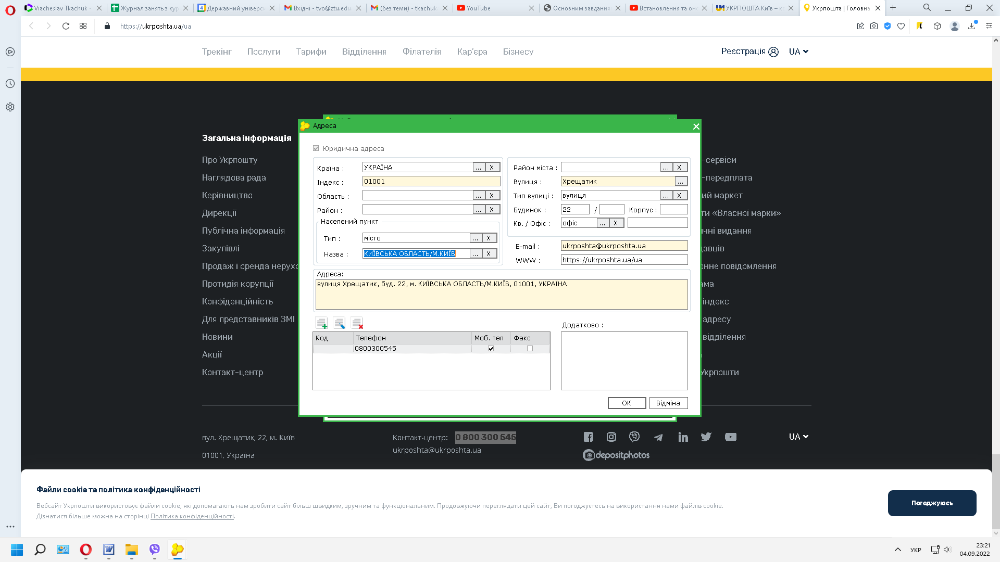 Viacheslav Tkachuk -
Журнал занять з кур
Державний універс
Вхідні - tvo@ztu.edu
(без теми) - tkachuk.
YouTube
Основним завдання
Встановлення та он
УКРПОШТА Київ – к
Укрпошта | Головна
https://ukrposhta.ua/ua
Трекінг
Послуги
Тарифи
Відділення
Філателія
Кар'єра
Бізнесу
Реєстрація
UA
Загальна інформація
Про Укрпошту
Наглядова рада
Керівництво
Дирекції
Публічна інформація
Закупівлі
Продаж і оренда нерухо
Протидія корупції
Конфіденційність
Для представників ЗМІ
Новини
Акції
Контакт-центр
Адреса
Юридична адреса
Країна : УКРАЇНА ... X
Індекс : 01001
Область : ... X
Район : ... X
Населений пункт
Тип : місто ... X
Назва : КИЇВСЬКА ОБЛАСТЬ/М.КИЇВ ... X
Район міста : ... X
Вулиця : Хрещатик ...
Тип вулиці : вулиця ... X
Будинок : 22 / Корпус :
Кв. / Офіс : офіс ... X
E-mail : ukrposhta@ukrposhta.ua
WWW : https://ukrposhta.ua/ua
Адреса:
вулиця Хрещатик, буд. 22, м. КИЇВСЬКА ОБЛАСТЬ/М.КИЇВ, 01001, УКРАЇНА
Код Телефон Моб. тел Факс
0800300545
Додатково :
OK Відміна
-сервіси
-передплата
ий маркет
ти «Власної марки»
чні видання
авців
онне повідомлення
ама
індекс
адресу
відділення
Укрпошти
вул. Хрещатик, 22, м. Київ
01001, Україна
Контакт-центр: 0 800 300 545
ukrposhta@ukrposhta.ua
depositphotos
UA
Файли cookie та політика конфіденційності
Вебсайт Укрпошти використовує файли cookie, які допомагають нам зробити сайт більш швидким, зручним та функціональним. Продовжуючи переглядати цей сайт, Ви погоджуєтесь на використання нами файлів cookie.
Дізнатися більше можна на сторінці Політика конфіденційності.
Погоджуюсь
УКР
23:21
04.09.2022